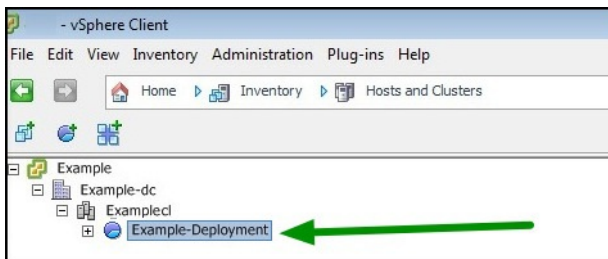 - vSphere Client
File Edit View Inventory Administration Plug-ins Help
Home Inventory Hosts and Clusters
Example
Example-dc
Examplecl
Example-Deployment